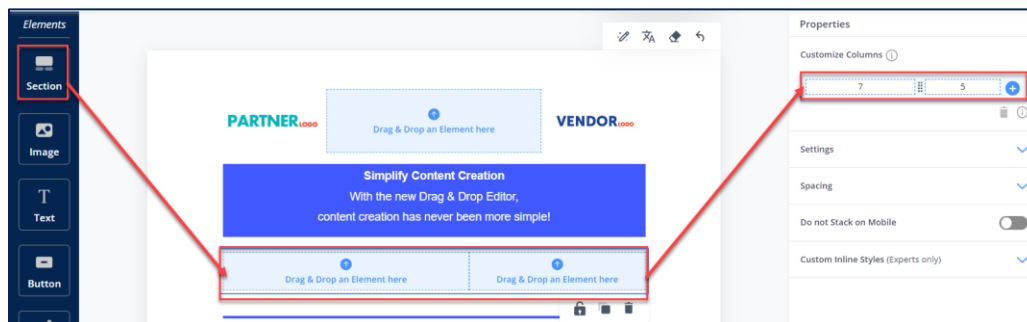 Elements
Section
Image
Text
Button
PARTNER LOGO
Drag & Drop an Element here
VENDOR LOGO
Simplify Content Creation
With the new Drag & Drop Editor,
content creation has never been more simple!
Drag & Drop an Element here
Drag & Drop an Element here
Properties
Customize Columns
7
5
Settings
Spacing
Do not Stack on Mobile
Custom Inline Styles (Experts only)